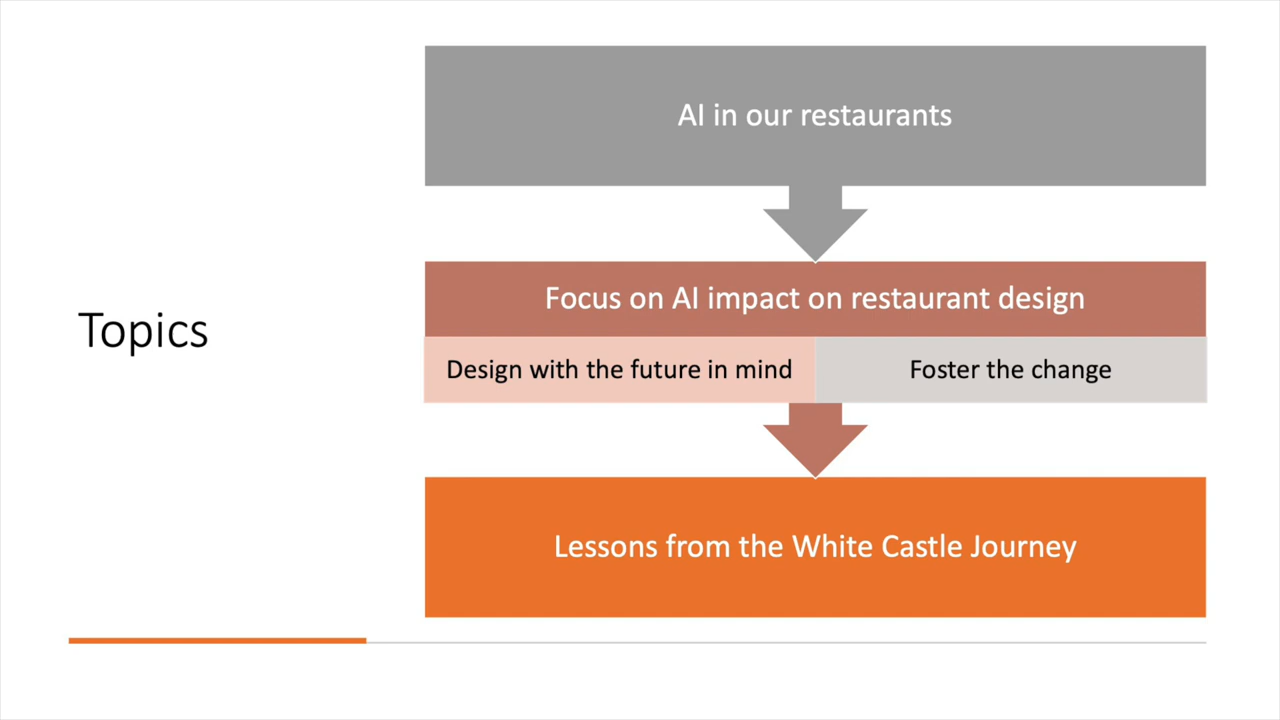 Topics
AI in our restaurants
Focus on AI impact on restaurant design
Design with the future in mind
Foster the change
Lessons from the White Castle Journey